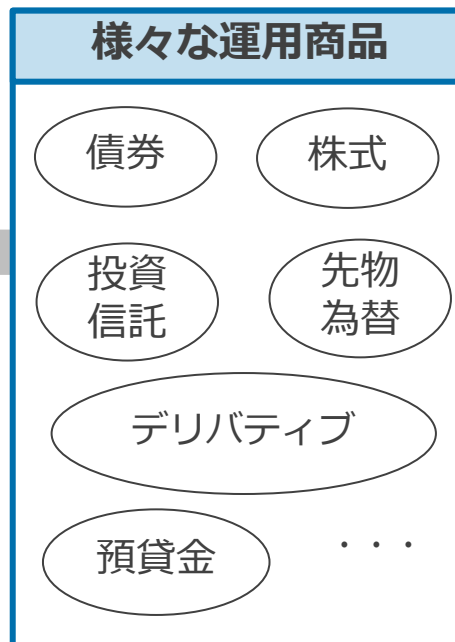 様々な運用商品
債券
株式
投資
信託
先物
為替
デリバティブ
預貸金
・・・